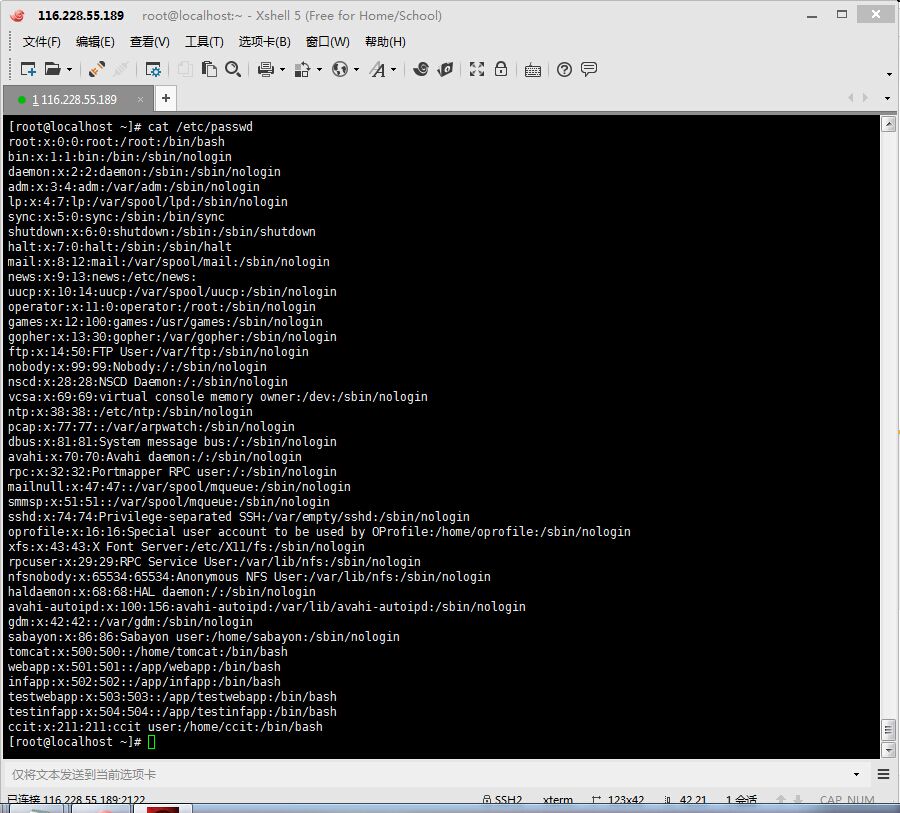 116.228.55.189 root@localhost:~ - Xshell 5 (Free for Home/School)
文件(F) 编辑(E) 查看(V) 工具(T) 选项卡(B) 窗口(W) 帮助(H)
1 116.228.55.189 × +
[root@localhost ~]# cat /etc/passwd
root:x:0:0:root:/root:/bin/bash
bin:x:1:1:bin:/bin:/sbin/nologin
daemon:x:2:2:daemon:/sbin:/sbin/nologin
adm:x:3:4:adm:/var/adm:/sbin/nologin
lp:x:4:7:lp:/var/spool/lpd:/sbin/nologin
sync:x:5:0:sync:/sbin:/bin/sync
shutdown:x:6:0:shutdown:/sbin:/sbin/shutdown
halt:x:7:0:halt:/sbin:/sbin/halt
mail:x:8:12:mail:/var/spool/mail:/sbin/nologin
news:x:9:13:news:/etc/news:
uucp:x:10:14:uucp:/var/spool/uucp:/sbin/nologin
operator:x:11:0:operator:/root:/sbin/nologin
games:x:12:100:games:/usr/games:/sbin/nologin
gopher:x:13:30:gopher:/var/gopher:/sbin/nologin
ftp:x:14:50:FTP User:/var/ftp:/sbin/nologin
nobody:x:99:99:Nobody:/:/sbin/nologin
nscd:x:28:28:NSCD Daemon:/:/sbin/nologin
vcsa:x:69:69:virtual console memory owner:/dev:/sbin/nologin
ntp:x:38:38::/etc/ntp:/sbin/nologin
pcap:x:77:77::/var/arpwatch:/sbin/nologin
dbus:x:81:81:System message bus:/:/sbin/nologin
avahi:x:70:70:Avahi daemon:/:/sbin/nologin
rpc:x:32:32:Portmapper RPC user:/:/sbin/nologin
mailnull:x:47:47::/var/spool/mqueue:/sbin/nologin
smmsp:x:51:51::/var/spool/mqueue:/sbin/nologin
sshd:x:74:74:Privilege-separated SSH:/var/empty/sshd:/sbin/nologin
oprofile:x:16:16:Special user account to be used by OProfile:/home/oprofile:/sbin/nologin
xfs:x:43:43:X Font Server:/etc/X11/fs:/sbin/nologin
rpcuser:x:29:29:RPC Service User:/var/lib/nfs:/sbin/nologin
nfsnobody:x:65534:65534:Anonymous NFS User:/var/lib/nfs:/sbin/nologin
haldaemon:x:68:68:HAL daemon:/:/sbin/nologin
avahi-autoipd:x:100:156:avahi-autoipd:/var/lib/avahi-autoipd:/sbin/nologin
gdm:x:42:42::/var/gdm:/sbin/nologin
sabayon:x:86:86:Sabayon user:/home/sabayon:/sbin/nologin
tomcat:x:500:500::/home/tomcat:/bin/bash
webapp:x:501:501::/app/webapp:/bin/bash
infapp:x:502:502::/app/infapp:/bin/bash
testwebapp:x:503:503::/app/testwebapp:/bin/bash
testinfapp:x:504:504::/app/testinfapp:/bin/bash
ccit:x:211:211:ccit user:/home/ccit:/bin/bash
[root@localhost ~]#
仅将文本发送到当前选项卡
已连接 116.228.55.189:2122 SSH2 xterm 123x42 42,21 1 会话 CAP NUM